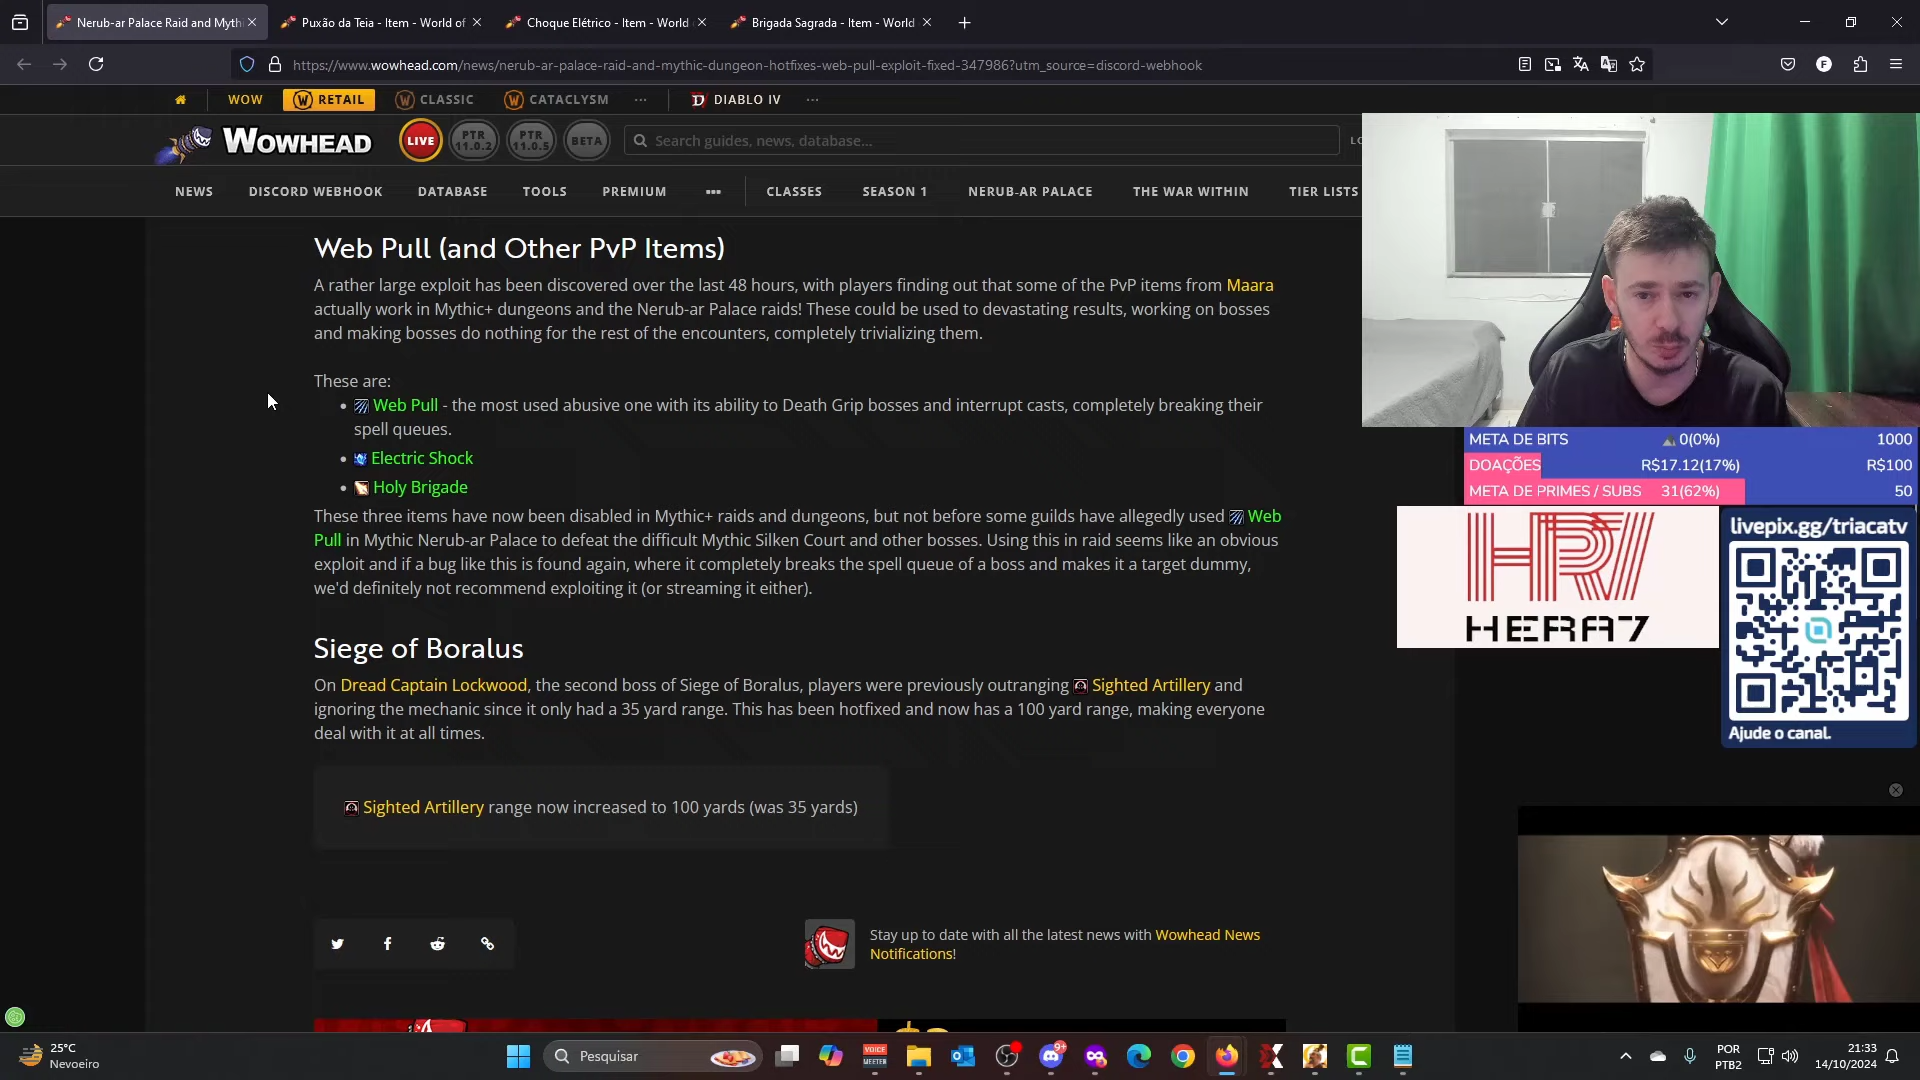 Nerub-ar Palace Raid and Mythi
Puxão da Teia - Item - World of
Choque Elétrico - Item - World
Brigada Sagrada - Item - World
https://www.wowhead.com/news/nerub-ar-palace-raid-and-mythic-dungeon-hotfixes-web-pull-exploit-fixed-347986?utm_source=discord-webhook
WOW
RETAIL
CLASSIC
CATACLYSM
DIABLO IV
WOWHEAD
LIVE
PTR 11.0.2
PTR 11.0.5
BETA
Search guides, news, database...
LO
NEWS
DISCORD WEBHOOK
DATABASE
TOOLS
PREMIUM
CLASSES
SEASON 1
NERUB-AR PALACE
THE WAR WITHIN
TIER LISTS
Web Pull (and Other PvP Items)
A rather large exploit has been discovered over the last 48 hours, with players finding out that some of the PvP items from Maara
actually work in Mythic+ dungeons and the Nerub-ar Palace raids! These could be used to devastating results, working on bosses
and making bosses do nothing for the rest of the encounters, completely trivializing them.
These are:
Web Pull - the most used abusive one with its ability to Death Grip bosses and interrupt casts, completely breaking their
spell queues.
Electric Shock
Holy Brigade
These three items have now been disabled in Mythic+ raids and dungeons, but not before some guilds have allegedly used Web
Pull in Mythic Nerub-ar Palace to defeat the difficult Mythic Silken Court and other bosses. Using this in raid seems like an obvious
exploit and if a bug like this is found again, where it completely breaks the spell queue of a boss and makes it a target dummy,
we'd definitely not recommend exploiting it (or streaming it either).
Siege of Boralus
On Dread Captain Lockwood, the second boss of Siege of Boralus, players were previously outranging Sighted Artillery and
ignoring the mechanic since it only had a 35 yard range. This has been hotfixed and now has a 100 yard range, making everyone
deal with it at all times.
Sighted Artillery range now increased to 100 yards (was 35 yards)
Stay up to date with all the latest news with Wowhead News
Notifications!
META DE BITS 0(0%) 1000
DOAÇÕES R$17.12(17%) R$100
META DE PRIMES / SUBS 31(62%) 50
HERA7
livepix.gg/triacatv
Ajude o canal.
25°C
Nevoeiro
Pesquisar
VOICE
MEETER
9+
POR
PTB2
21:33
14/10/2024